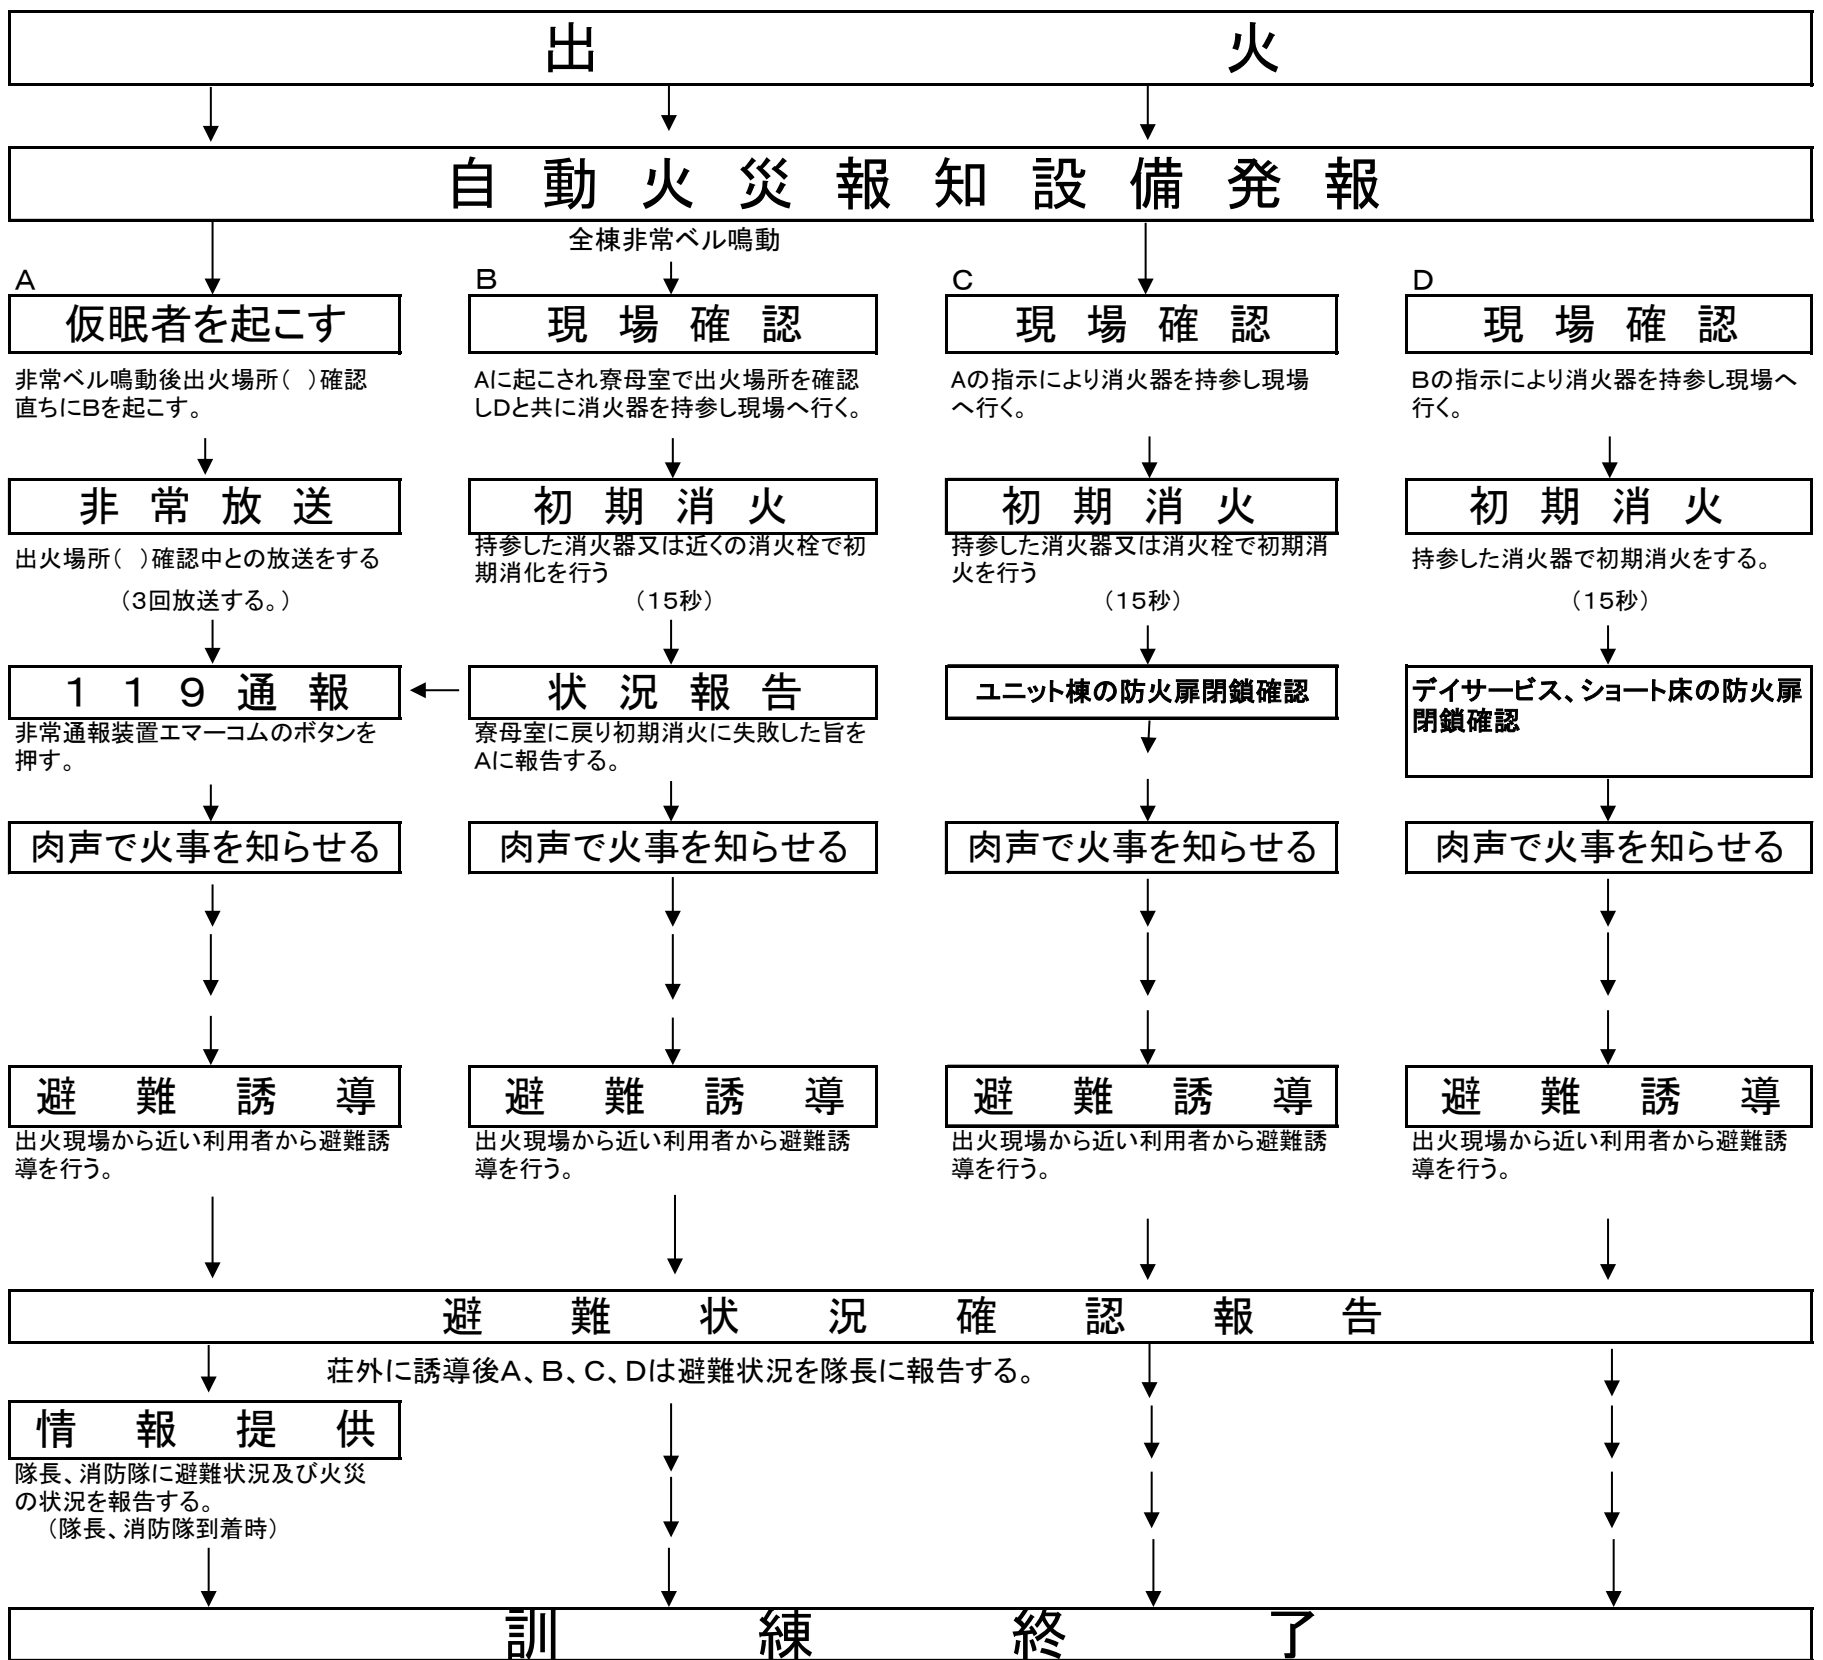 出火
自動火災報知設備発報
全棟非常ベル鳴動
A
仮眠者を起こす
非常ベル鳴動後出火場所( )確認
直ちにBを起こす。
非常放送
出火場所( )確認中との放送をする
(3回放送する。)
119通報
非常通報装置エマーコムのボタンを
押す。
肉声で火事を知らせる
避難誘導
出火現場から近い利用者から避難誘
導を行う。
B
現場確認
Aに起こされ寮母室で出火場所を確認
しDと共に消火器を持参し現場へ行く。
初期消火
持参した消火器又は近くの消火栓で初
期消化を行う
(15秒)
状況報告
寮母室に戻り初期消火に失敗した旨を
Aに報告する。
肉声で火事を知らせる
避難誘導
出火現場から近い利用者から避難誘
導を行う。
C
現場確認
Aの指示により消火器を持参し現場
へ行く。
初期消火
持参した消火器又は消火栓で初期消
火を行う
(15秒)
ユニット棟の防火扉閉鎖確認
肉声で火事を知らせる
避難誘導
出火現場から近い利用者から避難誘
導を行う。
D
現場確認
Bの指示により消火器を持参し現場へ
行く。
初期消火
持参した消火器で初期消火をする。
(15秒)
デイサービス、ショート床の防火扉
閉鎖確認
肉声で火事を知らせる
避難誘導
出火現場から近い利用者から避難誘
導を行う。
避難状況確認報告
荘外に誘導後A、B、C、Dは避難状況を隊長に報告する。
情報提供
隊長、消防隊に避難状況及び火災
の状況を報告する。
(隊長、消防隊到着時)
訓練終了